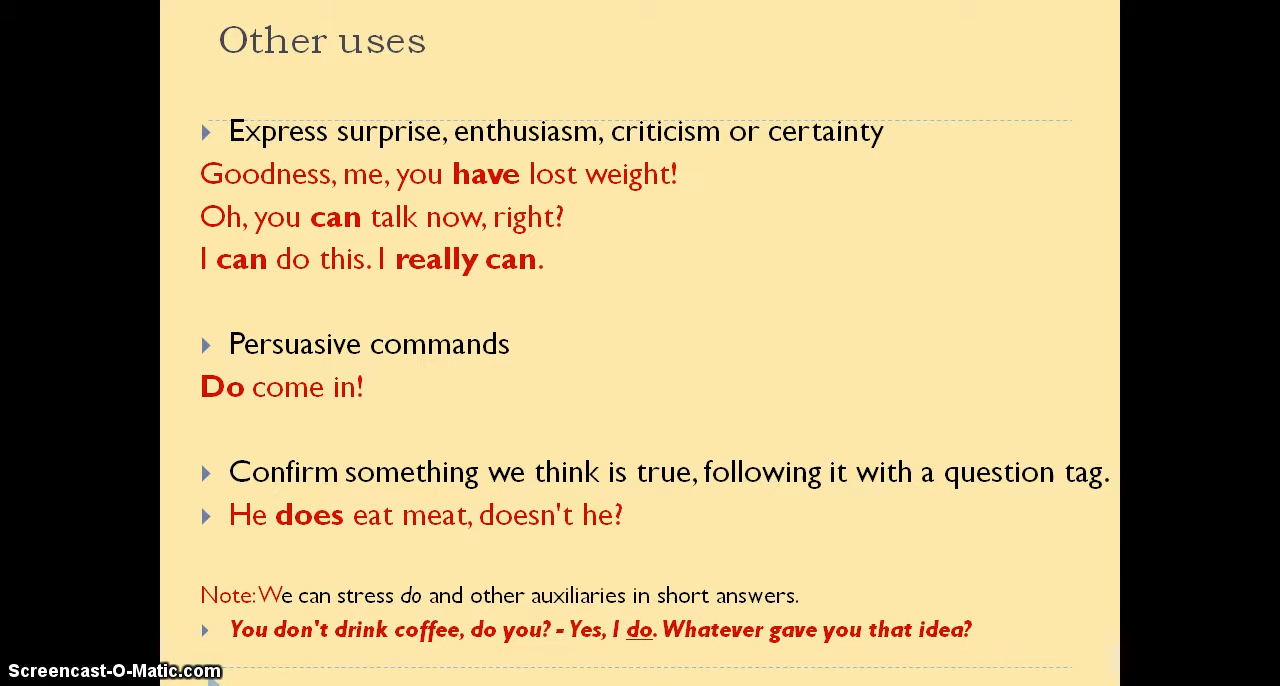 Other uses
Express surprise, enthusiasm, criticism or certainty
Goodness, me, you have lost weight!
Oh, you can talk now, right?
I can do this. I really can.
Persuasive commands
Do come in!
Confirm something we think is true, following it with a question tag.
He does eat meat, doesn't he?
Note: We can stress do and other auxiliaries in short answers.
You don't drink coffee, do you? - Yes, I do. Whatever gave you that idea?
Screencast-O-Matic.com